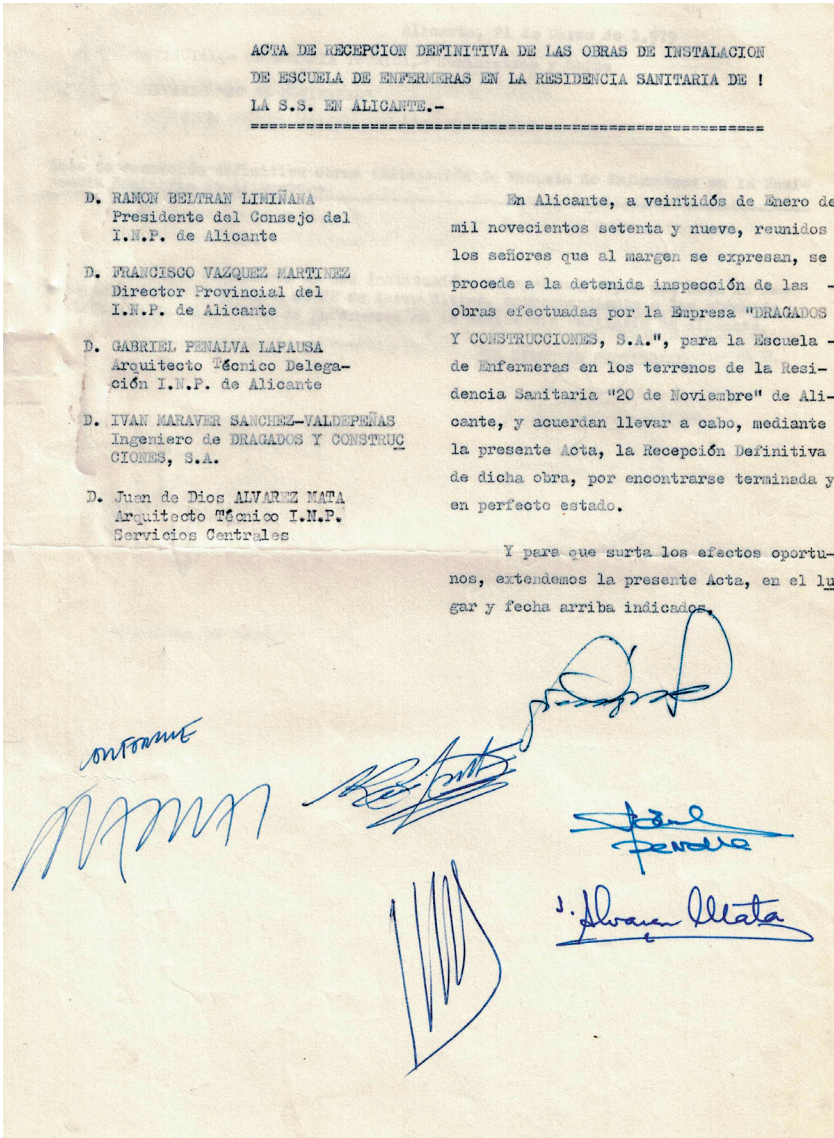 ACTA DE RECEPCION DEFINITIVA DE LAS OBRAS DE INSTALACION
DE ESCUELA DE ENFERMERAS EN LA RESIDENCIA SANITARIA DE !
LA S.S. EN ALICANTE.-
D. RAMON BELTRAN LIMIÑANA
Presidente del Consejo del
I.N.P. de Alicante
D. FRANCISCO VAZQUEZ MARTINEZ
Director Provincial del
I.N.P. de Alicante
D. GABRIEL PENALVA LAPAUSA
Arquitecto Técnico Delega-
ción I.N.P. de Alicante
D. IVAN MARAVER SANCHEZ-VALDEPEÑAS
Ingeniero de DRAGADOS Y CONSTRUC
CIONES, S.A.
D. Juan de Dios ALVAREZ MATA
Arquitecto Técnico I.N.P.
Servicios Centrales
En Alicante, a veintidós de Enero de
mil novecientos setenta y nueve, reunidos
los señores que al margen se expresan, se
procede a la detenida inspección de las -
obras efectuadas por la Empresa "DRAGADOS
Y CONSTRUCCIONES, S.A.", para la Escuela -
de Enfermeras en los terrenos de la Resi-
dencia Sanitaria "20 de Noviembre" de Ali-
cante, y acuerdan llevar a cabo, mediante
la presente Acta, la Recepción Definitiva
de dicha obra, por encontrarse terminada y
en perfecto estado.
Y para que surta los efectos oportu-
nos, extendemos la presente Acta, en el lu
gar y fecha arriba indicados.
CONFORME
J. Alvarez Mata